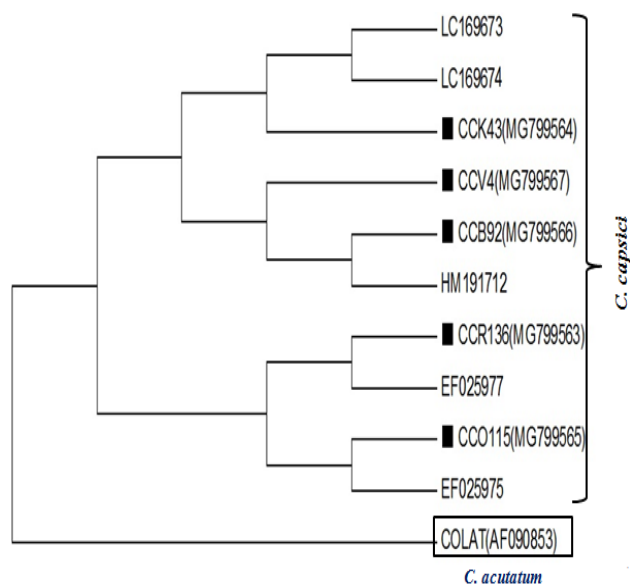 LC169673
LC169674
CCK43(MG799564)
CCV4(MG799567)
CCB92(MG799566)
HM191712
CCR136(MG799563)
EF025977
CCO115(MG799565)
EF025975
COLAT(AF090853)
C. acutatum
C. capsici